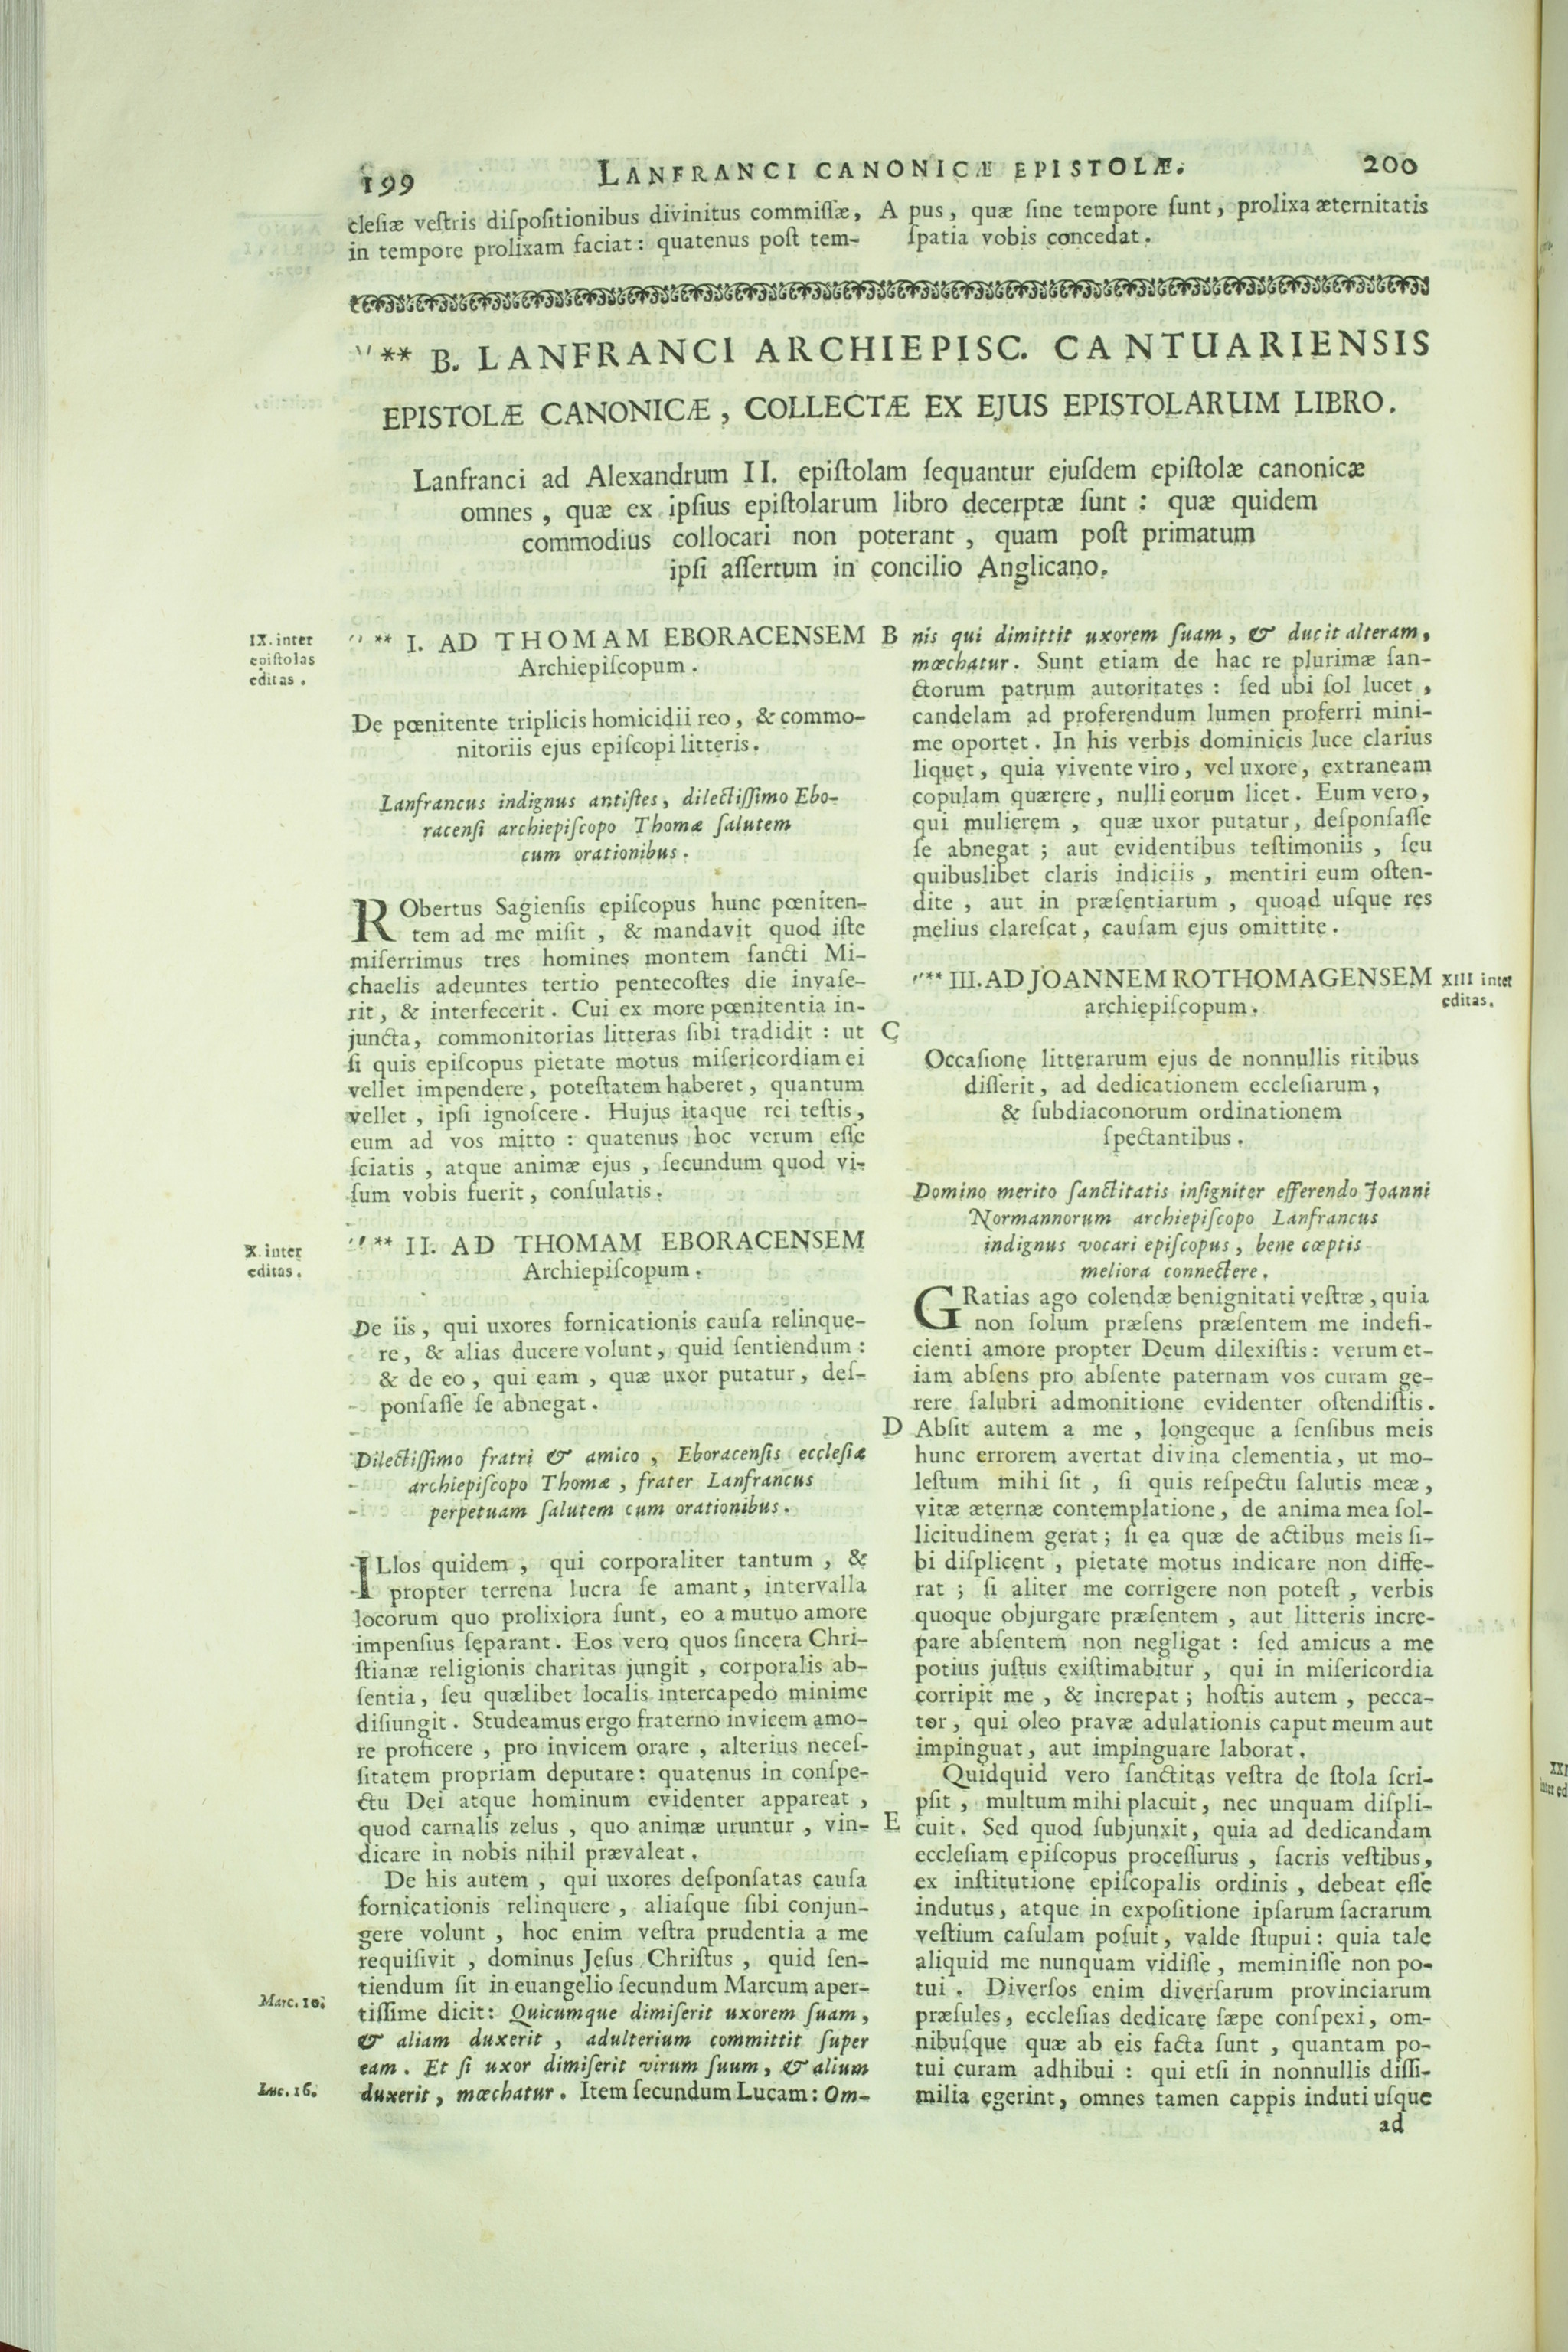 199
LANFRANCI CANONICÆ EPISTOLÆ.
200
cleſiæ veſtris diſpoſitionibus divinitus commiſſæ,
in tempore prolixam faciat: quatenus poſt tem-
A
pus, quæ ſine tempore ſunt, prolixa æternitatis
ſpatia vobis concedat.
"** B. LANFRANCI ARCHIEPISC. CANTUARIENSIS
EPISTOLÆ CANONICÆ, COLLECTÆ EX EJUS EPISTOLARUM LIBRO.
Lanfranci ad Alexandrum II. epiſtolam ſequantur ejuſdem epiſtolæ canonicæ
omnes, quæ ex ipſius epiſtolarum libro decerptæ ſunt: quæ quidem
commodius collocari non poterant, quam poſt primatum
ipſi aſſertum in concilio Anglicano.
IX. inter
epiſtolas
editas.
"** I. AD THOMAM EBORACENSEM
Archiepiſcopum.
De pœnitente triplicis homicidii reo, & commo-
nitoriis ejus epiſcopi litteris.
Lanfrancus indignus antiſtes, dilectiſſimo Ebo-
racenſi archiepiſcopo Thomæ ſalutem
cum orationibus.
RObertus Sagienſis epiſcopus hunc pœniten-
tem ad me miſit, & mandavit quod iſte
miſerrimus tres homines montem ſancti Mi-
chaelis adeuntes tertio pentecoſtes die invaſe-
rit, & interfecerit. Cui ex more pœnitentia in-
juncta, commonitorias litteras ſibi tradidit: ut
ſi quis epiſcopus pietate motus miſericordiam ei
vellet impendere, poteſtatem haberet, quantum
vellet, ipſi ignoſcere. Hujus itaque rei teſtis,
eum ad vos mitto: quatenus hoc verum eſſe
ſciatis, atque animæ ejus, ſecundum quod vi-
ſum vobis fuerit, conſulatis.
X. inter
editas.
"** II. AD THOMAM EBORACENSEM
Archiepiſcopum.
De iis, qui uxores fornicationis cauſa relinque-
re, & alias ducere volunt, quid ſentiendum:
& de eo, qui eam, quæ uxor putatur, deſ-
ponſaſſe ſe abnegat.
Dilectiſſimo fratri & amico, Eboracenſis eccleſiæ
archiepiſcopo Thomæ, frater Lanfrancus
perpetuam ſalutem cum orationibus.
ILlos quidem, qui corporaliter tantum, &
propter terrena lucra ſe amant, intervalla
locorum quo prolixiora ſunt, eo a mutuo amore
impenſius ſeparant. Eos vero quos ſincera Chri-
ſtianæ religionis charitas jungit, corporalis ab-
ſentia, ſeu quælibet localis intercapedo minime
diſiungit. Studeamus ergo fraterno invicem amo-
re proficere, pro invicem orare, alterius neceſ-
ſitatem propriam deputare: quatenus in conſpe-
ctu Dei atque hominum evidenter appareat,
quod carnalis zelus, quo animæ uruntur, vin-
dicare in nobis nihil prævaleat.
De his autem, qui uxores deſponſatas cauſa
fornicationis relinquere, aliaſque ſibi conjun-
gere volunt, hoc enim veſtra prudentia a me
requiſivit, dominus Jeſus Chriſtus, quid ſen-
tiendum ſit in euangelio ſecundum Marcum aper-
Marc. 10.
tiſſime dicit: Quicumque dimiſerit uxorem ſuam,
& aliam duxerit, adulterium committit ſuper
eam. Et ſi uxor dimiſerit virum ſuum, & alium
Luc. 16.
duxerit, mœchatur. Item ſecundum Lucam: Om-
B
nis qui dimittit uxorem ſuam, & ducit alteram,
mœchatur. Sunt etiam de hac re plurimæ ſan-
ctorum patrum autoritates: ſed ubi ſol lucet,
candelam ad proferendum lumen proferri mini-
me oportet. In his verbis dominicis luce clarius
liquet, quia vivente viro, vel uxore, extraneam
copulam quærere, nulli eorum licet. Eum vero,
qui mulierem, quæ uxor putatur, deſponſaſſe
ſe abnegat; aut evidentibus teſtimoniis, ſeu
quibuslibet claris indiciis, mentiri eum oſten-
dite, aut in præſentiarum, quoad uſque res
melius clareſcat, cauſam ejus omittite.
"** III. AD JOANNEM ROTHOMAGENSEM
archiepiſcopum.
XIII inter
editas.
C
Occaſione litterarum ejus de nonnullis ritibus
diſſerit, ad dedicationem eccleſiarum,
& ſubdiaconorum ordinationem
ſpectantibus.
Domino merito ſanctitatis inſigniter efferendo Joanni
Normannorum archiepiſcopo Lanfrancus
indignus vocari epiſcopus, bene cœptis
meliora connectere.
GRatias ago colendæ benignitati veſtræ, quia
non ſolum præſens præſentem me indefi-
cienti amore propter Deum dilexiſtis: verum et-
iam abſens pro abſente paternam vos curam ge-
rere ſalubri admonitione evidenter oſtendiſtis.
D
Abſit autem a me, longeque a ſenſibus meis
hunc errorem avertat divina clementia, ut mo-
leſtum mihi ſit, ſi quis reſpectu ſalutis meæ,
vitæ æternæ contemplatione, de anima mea ſol-
licitudinem gerat; ſi ea quæ de actibus meis ſi-
bi diſplicent, pietate motus indicare non diffe-
rat; ſi aliter me corrigere non poteſt, verbis
quoque objurgare præſentem, aut litteris incre-
pare abſentem non negligat: ſed amicus a me
potius juſtus exiſtimabitur, qui in miſericordia
corripit me, & increpat; hoſtis autem, pecca-
tor, qui oleo pravæ adulationis caput meum aut
impinguat, aut impinguare laborat.
Quidquid vero ſanctitas veſtra de ſtola ſcri-
pſit, multum mihi placuit, nec unquam diſpli-
E
cuit. Sed quod ſubjunxit, quia ad dedicandam
eccleſiam epiſcopus proceſſurus, ſacris veſtibus,
ex inſtitutione epiſcopalis ordinis, debeat eſſe
indutus, atque in expoſitione ipſarum ſacrarum
veſtium caſulam poſuit, valde ſtupui: quia tale
aliquid me nunquam vidiſſe, meminiſſe non po-
tui. Diverſos enim diverſarum provinciarum
præſules, eccleſias dedicare ſæpe conſpexi, om-
nibuſque quæ ab eis facta ſunt, quantam po-
tui curam adhibui: qui etſi in nonnullis diſſi-
milia egerint, omnes tamen cappis induti uſque
ad